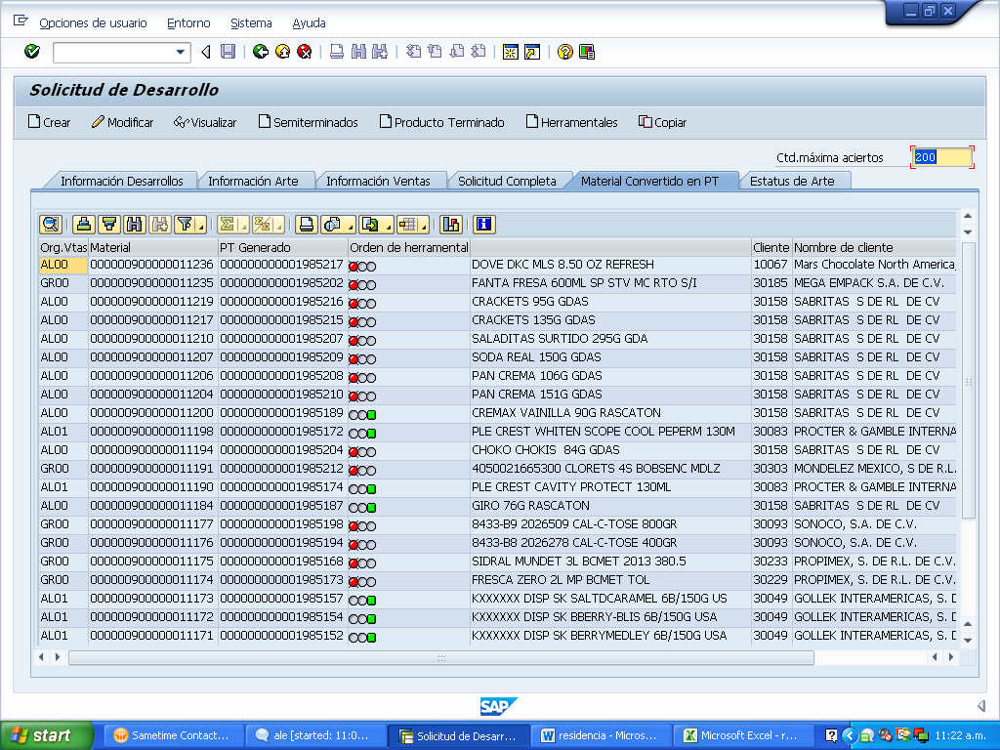 Opciones de usuario Entorno Sistema Ayuda
Solicitud de Desarrollo
Crear Modificar Visualizar Semiterminados Producto Terminado Herramentales Copiar
Ctd.máxima aciertos 200
Información Desarrollos Información Arte Información Ventas Solicitud Completa Material Convertido en PT Estatus de Arte
Org.Vtas Material PT Generado Orden de herramental Cliente Nombre de cliente
AL00 000000900000011236 000000000001985217 DOVE DKC MLS 8.50 OZ REFRESH 10067 Mars Chocolate North America,
GR00 000000900000011235 000000000001985202 FANTA FRESA 600ML SP STV MC RTO S/I 30185 MEGA EMPACK S.A. DE C.V.
AL00 000000900000011219 000000000001985216 CRACKETS 95G GDAS 30158 SABRITAS S DE RL DE CV
AL00 000000900000011217 000000000001985215 CRACKETS 135G GDAS 30158 SABRITAS S DE RL DE CV
AL00 000000900000011210 000000000001985207 SALADITAS SURTIDO 295G GDA 30158 SABRITAS S DE RL DE CV
AL00 000000900000011207 000000000001985209 SODA REAL 150G GDAS 30158 SABRITAS S DE RL DE CV
AL00 000000900000011206 000000000001985208 PAN CREMA 106G GDAS 30158 SABRITAS S DE RL DE CV
AL00 000000900000011204 000000000001985210 PAN CREMA 151G GDAS 30158 SABRITAS S DE RL DE CV
AL00 000000900000011200 000000000001985189 CREMAX VAINILLA 90G RASCATON 30158 SABRITAS S DE RL DE CV
AL01 000000900000011198 000000000001985172 PLE CREST WHITEN SCOPE COOL PEPERM 130M 30083 PROCTER & GAMBLE INTERNA
AL00 000000900000011194 000000000001985204 CHOKO CHOKIS 84G GDAS 30158 SABRITAS S DE RL DE CV
GR00 000000900000011191 000000000001985212 4050021665300 CLORETS 4S BOBSENC MDLZ 30303 MONDELEZ MEXICO, S DE R.L.
AL01 000000900000011190 000000000001985174 PLE CREST CAVITY PROTECT 130ML 30083 PROCTER & GAMBLE INTERNA
AL00 000000900000011184 000000000001985187 GIRO 76G RASCATON 30158 SABRITAS S DE RL DE CV
GR00 000000900000011177 000000000001985198 8433-B9 2026509 CAL-C-TOSE 800GR 30093 SONOCO, S.A. DE C.V.
GR00 000000900000011176 000000000001985194 8433-B8 2026278 CAL-C-TOSE 400GR 30093 SONOCO, S.A. DE C.V.
GR00 000000900000011175 000000000001985168 SIDRAL MUNDET 3L BCMET 2013 380.5 30233 PROPIMEX, S. DE R.L. DE C.V.
GR00 000000900000011174 000000000001985173 FRESCA ZERO 2L MP BCMET TOL 30229 PROPIMEX, S. DE R.L. DE C.V.
AL01 000000900000011173 000000000001985157 KXXXXXX DISP SK SALTDCARAMEL 6B/150G US 30049 GOLLEK INTERAMERICAS, S. D
AL01 000000900000011172 000000000001985154 KXXXXXX DISP SK BBERRY-BLIS 6B/150G USA 30049 GOLLEK INTERAMERICAS, S. D
AL01 000000900000011171 000000000001985152 KXXXXXX DISP SK BERRYMEDLEY 6B/150G USA 30049 GOLLEK INTERAMERICAS, S. D
SAP
start Sametime Contact... ale [started: 11:0... Solicitud de Desarr... residencia - Micros... Microsoft Excel - r... 11:22 a.m.